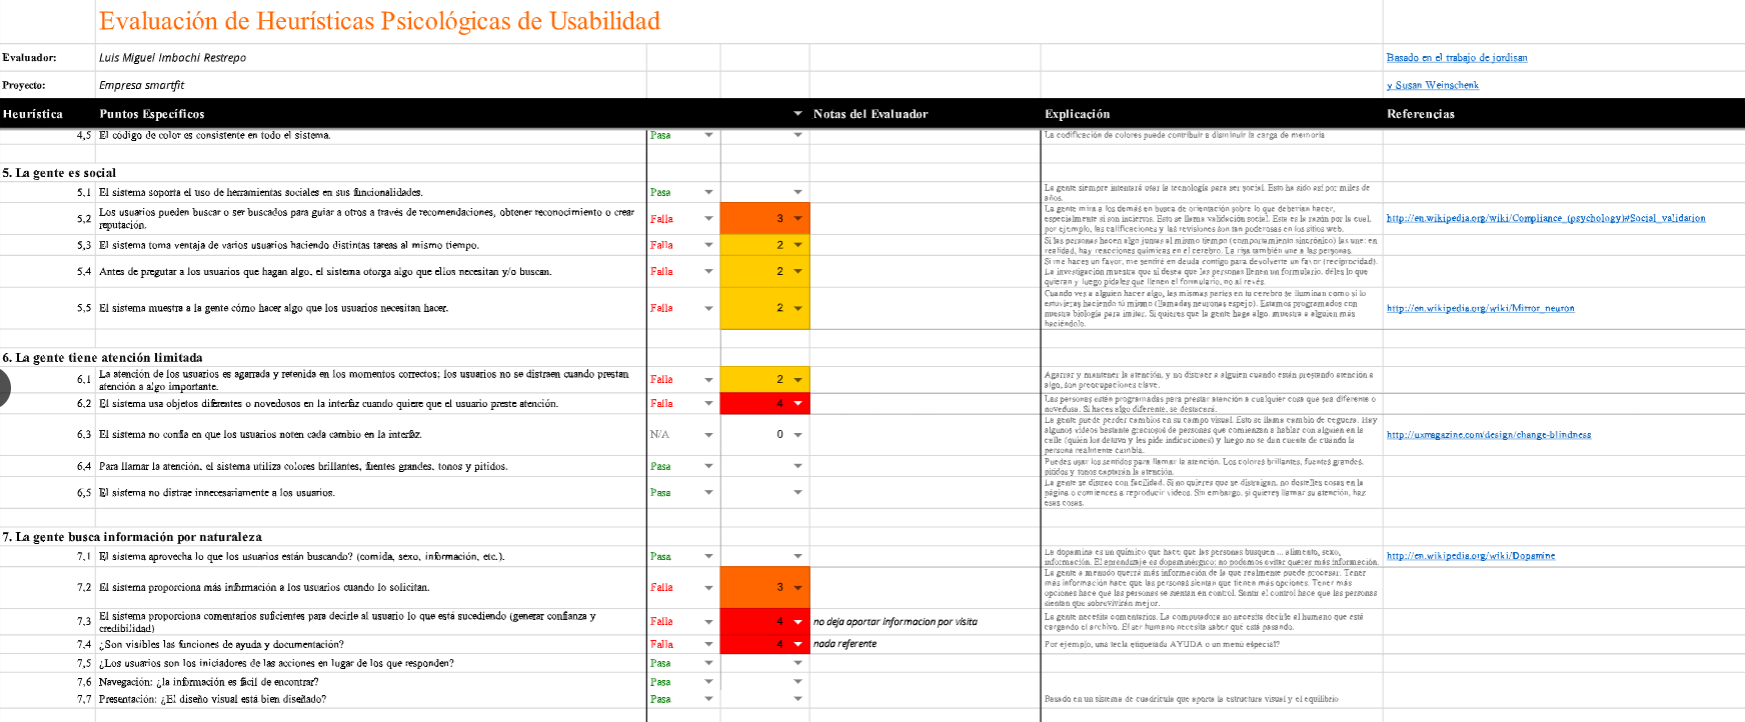 Evaluación de Heurísticas Psicológicas de Usabilidad
Evaluador: Luis Miguel Imbachi Restrepo Basado en el trabajo de jordisan
Proyecto: Empresa smartfit y Susan Weinschenk
Heurística Puntos Específicos Notas del Evaluador Explicación Referencias
4,5 El código de color es consistente en todo el sistema. Pasa La codificación de colores puede contribuir a disminuir la carga de memoria
5. La gente es social
5,1 El sistema soporta el uso de herramientas sociales en sus funcionalidades. Pasa La gente siempre intentará usar la tecnología para ser social. Esto ha sido así por miles de
años.
5,2 Los usuarios pueden buscar o ser buscados para guiar a otros a través de recomendaciones, obtener reconocimiento o crear
reputación. Falla 3 La gente mira a los demás en busca de orientación sobre lo que deberían hacer,
especialmente si son inciertos. Esto se llama validación social. Esta es la razón por la cual,
por ejemplo, las calificaciones y las revisiones son tan poderosas en los sitios web.
http://en.wikipedia.org/wiki/Compliance_(psychology)#Social_validation
5,3 El sistema toma ventaja de varios usuarios haciendo distintas tareas al mismo tiempo. Falla 2 Si las personas hacen algo juntas al mismo tiempo (comportamiento sincrónico) las une: en
realidad, hay reacciones químicas en el cerebro. La risa también une a las personas.
5,4 Antes de pregutar a los usuarios que hagan algo, el sistema otorga algo que ellos necesitan y/o buscan. Falla 2 Si me haces un favor, me sentiré en deuda contigo para devolverte un favor (reciprocidad).
La investigación muestra que si desea que las personas llenen un formulario, déles lo que
quieran y luego pídales que llenen el formulario, no al revés.
5,5 El sistema muestra a la gente cómo hacer algo que los usuarios necesitan hacer. Falla 2 Cuando ves a alguien hacer algo, las mismas partes en tu cerebro se iluminan como si lo
estuvieras haciendo tú mismo (llamadas neuronas espejo). Estamos programados con
nuestra biología para imitar. Si quieres que la gente haga algo, muestra a alguien más
haciéndolo.
http://en.wikipedia.org/wiki/Mirror_neuron
6. La gente tiene atención limitada
6,1 La atención de los usuarios es agarrada y retenida en los momentos correctos; los usuarios no se distraen cuando prestan
atención a algo importante. Falla 2 Agarrar y mantener la atención, y no distraer a alguien cuando están prestando atención a
algo, son preocupaciones clave.
6,2 El sistema usa objetos diferentes o novedosos en la interfaz cuando quiere que el usuario preste atención. Falla 4 Las personas están programadas para prestar atención a cualquier cosa que sea diferente o
novedusa. Si haces algo diferente, se destacará.
6,3 El sistema no confía en que los usuarios noten cada cambio en la interfaz. N/A 0 La gente puede perder cambios en su campo visual. Esto se llama cambio de ceguera. Hay
algunos videos bastante graciosos de personas que comienzan a hablar con alguien en la
calle (quién los detuvo y les pide indicaciones) y luego no se dan cuenta de cuándo la
persona realmente cambia.
http://uxmagazine.com/design/change-blindness
6,4 Para llamar la atención, el sistema utiliza colores brillantes, fuentes grandes, tonos y pitidos. Pasa Puedes usar los sentidos para llamar la atención. Los colores brillantes, fuentes grandes,
pitidos y tonos capturan la atención.
6,5 El sistema no distrae innecesariamente a los usuarios. Pasa La gente se distrae con facilidad. Si no quieres que se distraigan, no destelles cosas en la
página o comiences a reproducir videos. Sin embargo, si quieres llamar su atención, haz
esas cosas.
7. La gente busca información por naturaleza
7,1 El sistema aprovecha lo que los usuarios están buscando? (comida, sexo, información, etc.). Pasa La dopamina es un químico que hace que las personas busquen ... alimento, sexo,
información. El aprendizaje es dopaminérgico: no podemos evitar querer más información.
http://en.wikipedia.org/wiki/Dopamine
7,2 El sistema proporciona más información a los usuarios cuando lo solicitan. Falla 3 La gente a menudo querrá más información de la que realmente puede procesar. Tener
más información hace que las personas sientan que tienen más opciones. Tener más
opciones hace que las personas se sientan en control. Sentir el control hace que las personas
sientan que sobrevivirán mejor.
7.3 El sistema proporciona comentarios suficientes para decirle al usuario lo que está sucediendo (generar confianza y
credibilidad) Falla 4 no deja aportar informacion por visita La gente necesita comentarios. La computadora no necesita decirle al humano que está
cargando el archivo. El ser humano necesita saber qué está pasando.
7.4 ¿Son visibles las funciones de ayuda y documentación? Falla 4 nada referente Por ejemplo, una tecla etiquetada AYUDA o un menú especial?
7,5 ¿Los usuarios son los iniciadores de las acciones en lugar de los que responden? Pasa
7,6 Navegación: ¿la información es fácil de encontrar? Pasa
7,7 Presentación: ¿El diseño visual está bien diseñado? Pasa Basado en un sistema de cuadrícula que aporte la estructura visual y el equilibrio